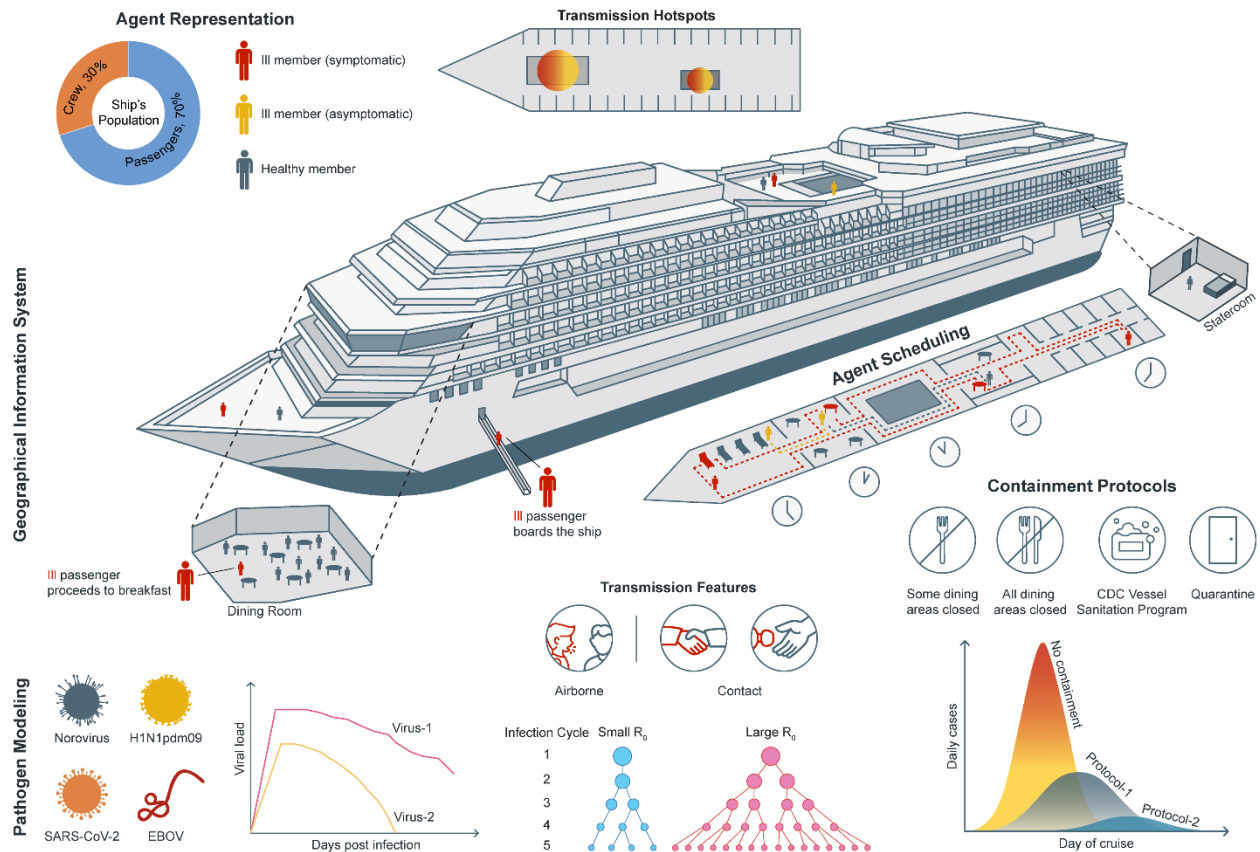 Agent Representation
Crew, 30%
Ship's
Population
Passengers, 70%
Ill member (symptomatic)
Ill member (asymptomatic)
Healthy member
Transmission Hotspots
Geographical Information System
Stateroom
Agent Scheduling
Ill passenger
boards the ship
Ill passenger
proceeds to breakfast
Dining Room
Containment Protocols
Some dining
areas closed
All dining
areas closed
CDC Vessel
Sanitation Program
Quarantine
Transmission Features
Airborne
Contact
Pathogen Modeling
Norovirus
H1N1pdm09
SARS-CoV-2
EBOV
Viral load
Virus-1
Virus-2
Days post infection
Infection Cycle
Small R₀
Large R₀
1
2
3
4
5
Daily cases
No containment
Protocol-1
Protocol-2
Day of cruise